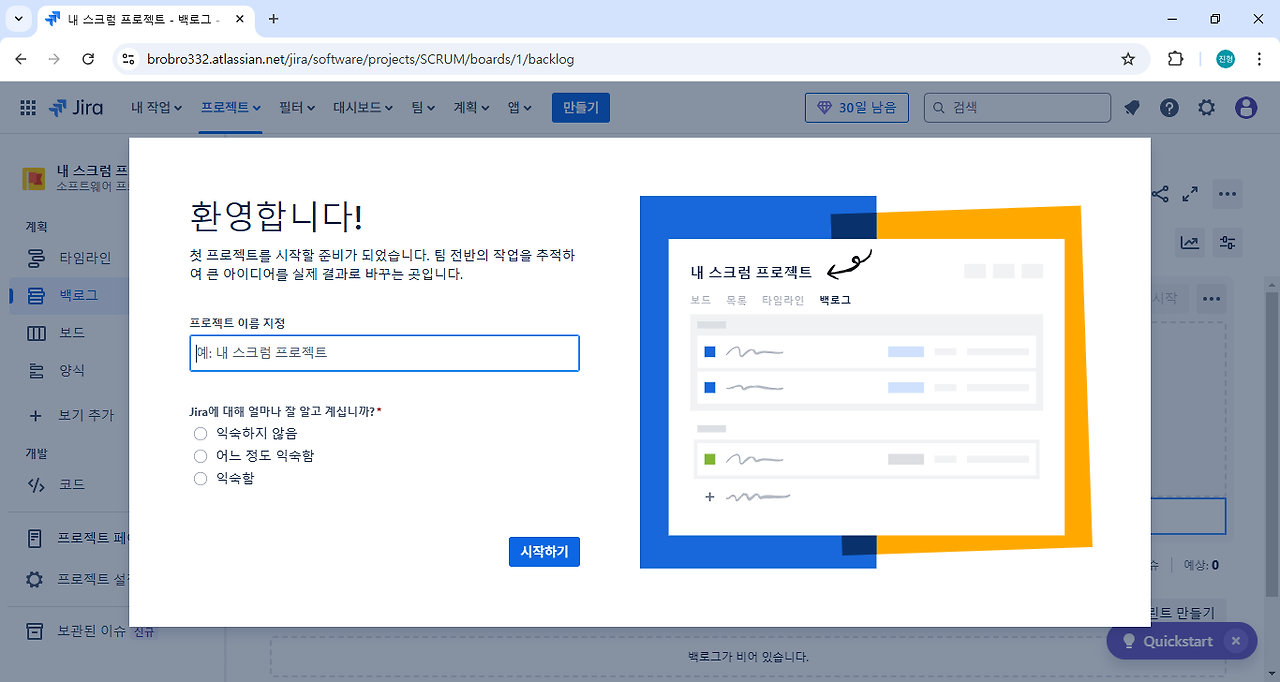 내 스크럼 프로젝트 - 백로그 -
brobro332.atlassian.net/jira/software/projects/SCRUM/boards/1/backlog
진형
Jira 내 작업 프로젝트 필터 대시보드 팀 계획 앱 만들기 30일 남음 검색
내 스크럼 프
소프트웨어 프
계획
타임라인
백로그
보드
양식
보기 추가
개발
코드
프로젝트 페
프로젝트 설
보관된 이슈 신규
환영합니다!
첫 프로젝트를 시작할 준비가 되었습니다. 팀 전반의 작업을 추적하
여 큰 아이디어를 실제 결과로 바꾸는 곳입니다.
프로젝트 이름 지정
예: 내 스크럼 프로젝트
Jira에 대해 얼마나 잘 알고 계십니까?*
익숙하지 않음
어느 정도 익숙함
익숙함
시작하기
내 스크럼 프로젝트
보드 목록 타임라인 백로그
시작
슈 예상: 0
린트 만들기
Quickstart
백로그가 비어 있습니다.